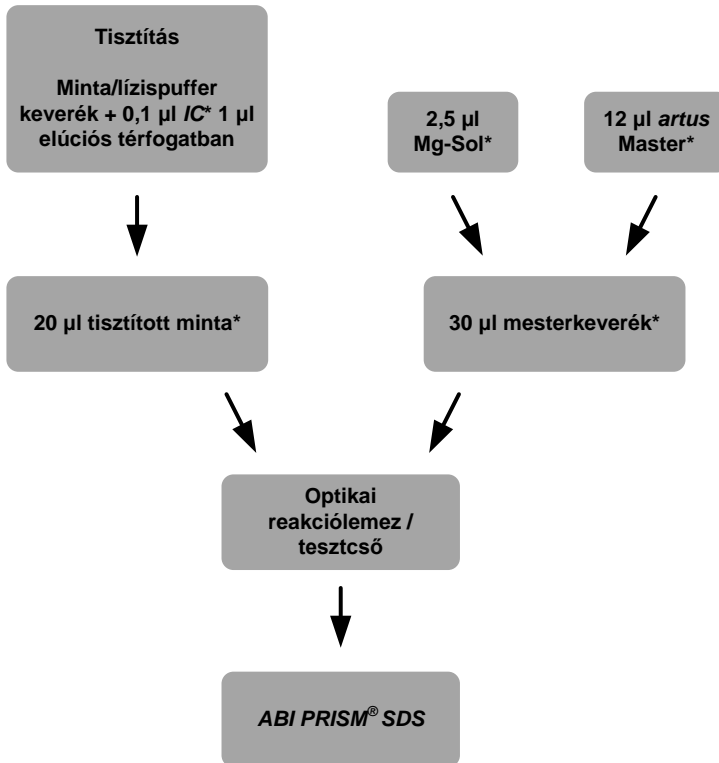 Tisztítás
Minta/lízispuffer
keverék + 0,1 µl IC* 1 µl
elúciós térfogatban
2,5 µl
Mg-Sol*
12 µl artus
Master*
20 µl tisztított minta*
30 µl mesterkeverék*
Optikai
reakciólemez /
tesztcső
ABI PRISM® SDS